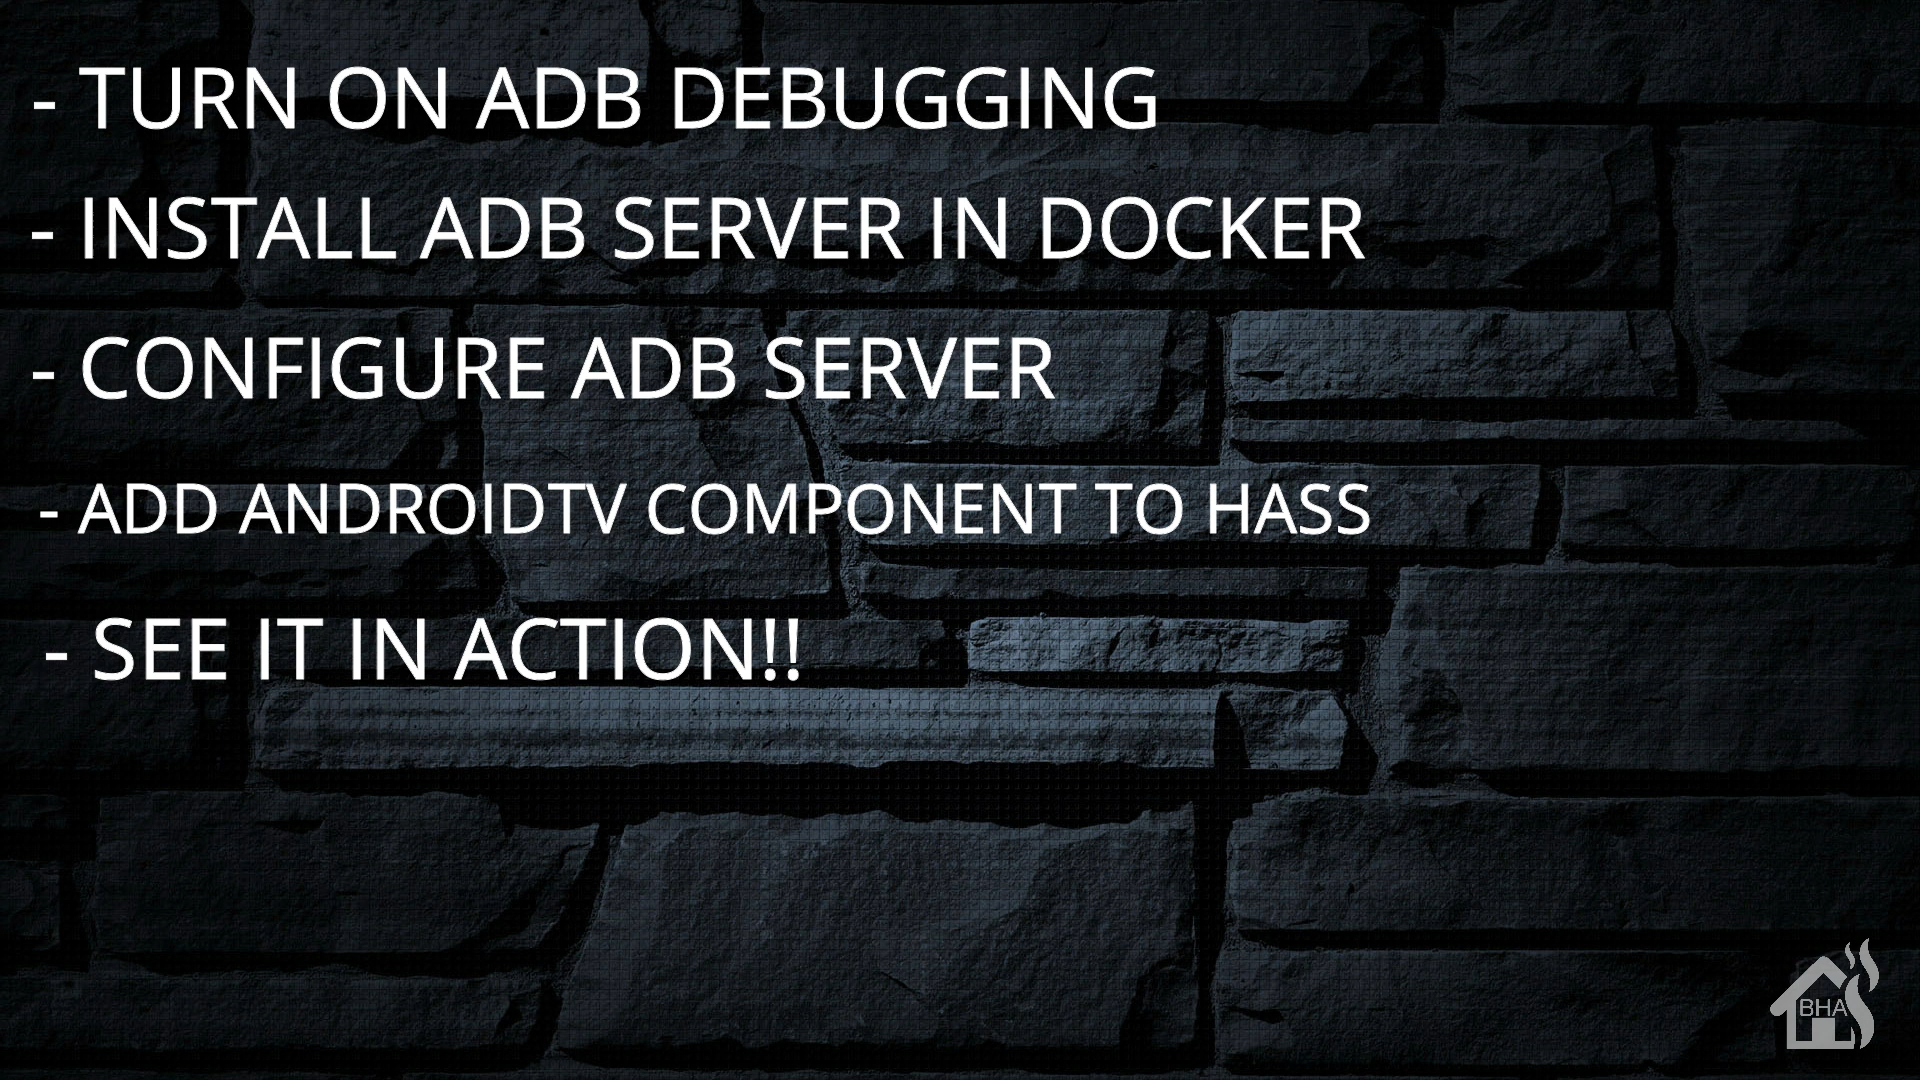 - TURN ON ADB DEBUGGING
- INSTALL ADB SERVER IN DOCKER
- CONFIGURE ADB SERVER
- ADD ANDROIDTV COMPONENT TO HASS
- SEE IT IN ACTION!!
BHA